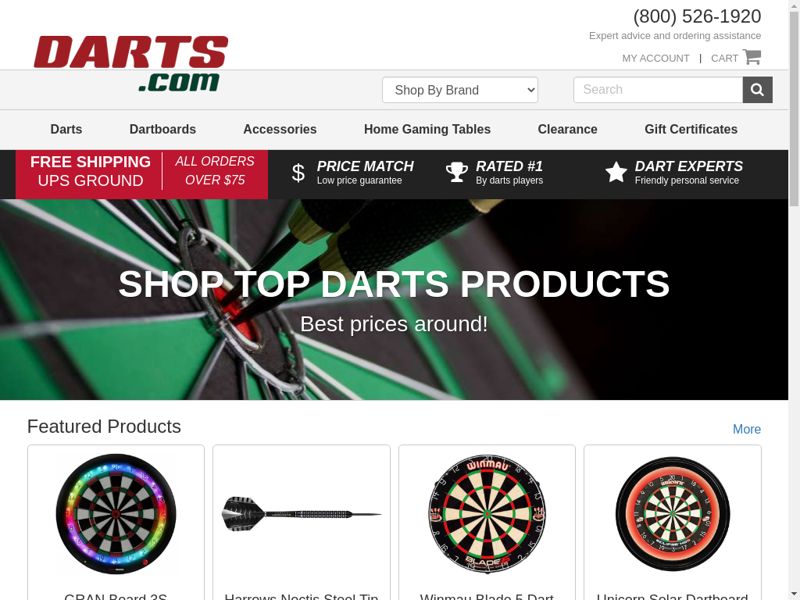 (800) 526-1920
Expert advice and ordering assistance
MY ACCOUNT | CART
DARTS
.com
Shop By Brand
Search
Darts
Dartboards
Accessories
Home Gaming Tables
Clearance
Gift Certificates
FREE SHIPPING
UPS GROUND
ALL ORDERS
OVER $75
$
PRICE MATCH
Low price guarantee
RATED #1
By darts players
DART EXPERTS
Friendly personal service
SHOP TOP DARTS PRODUCTS
Best prices around!
Featured Products
More
WINMAU
BLADE 5
GRAN Board 3S
Harrows Noctis Steel Tip
Winmau Blade 5 Dart
Unicorn Solar Dartboard